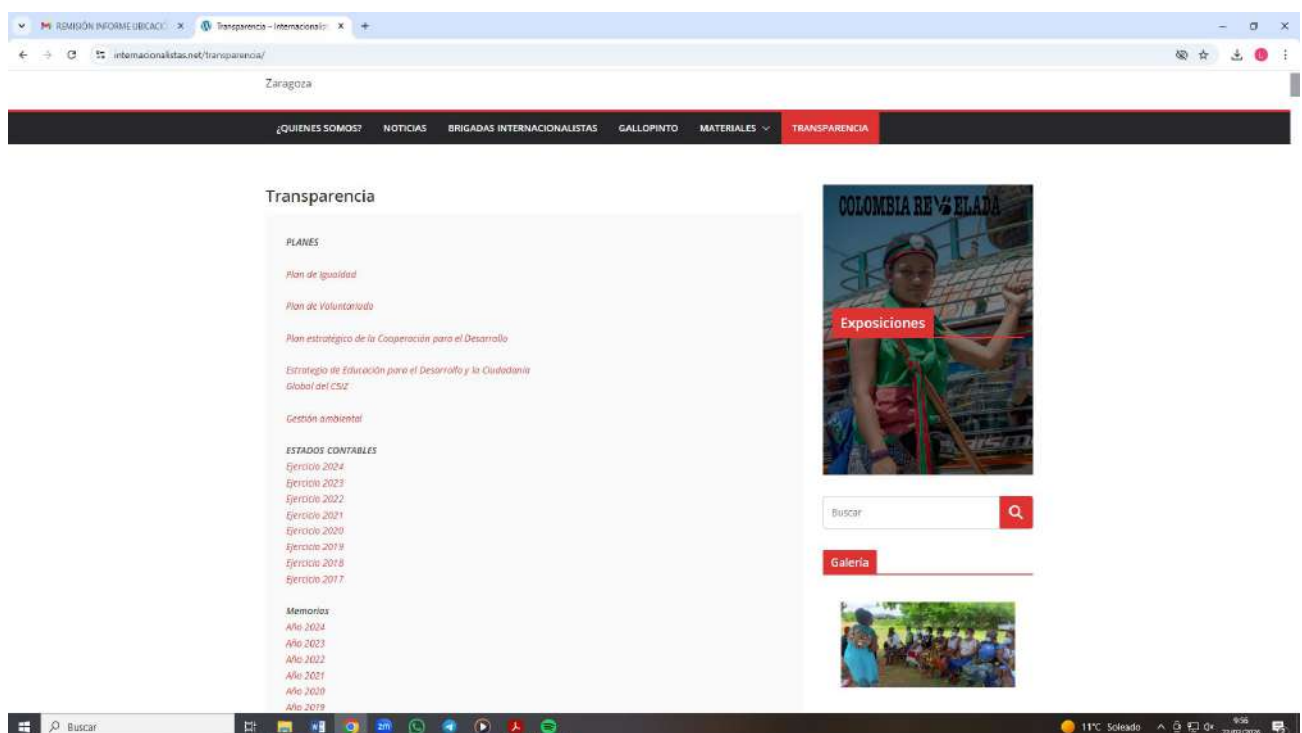 REMISIÓN INFORME UBICACIÓ
Transparencia – Internacionalis
internacionalistas.net/transparencia/
Zaragoza
¿QUIENES SOMOS? NOTICIAS BRIGADAS INTERNACIONALISTAS GALLOPINTO MATERIALES TRANSPARENCIA
Transparencia
PLANES
Plan de Igualdad
Plan de Voluntariado
Plan estratégico de la Cooperación para el Desarrollo
Estrategia de Educación para el Desarrollo y la Ciudadanía
Global del CSIZ
Gestión ambiental
ESTADOS CONTABLES
Ejercicio 2024
Ejercicio 2023
Ejercicio 2022
Ejercicio 2021
Ejercicio 2020
Ejercicio 2019
Ejercicio 2018
Ejercicio 2017
Memorias
Año 2024
Año 2023
Año 2022
Año 2021
Año 2020
Año 2019
COLOMBIA RE ELADA
Exposiciones
Buscar
Galería
Buscar
11°C Soleado
9:56